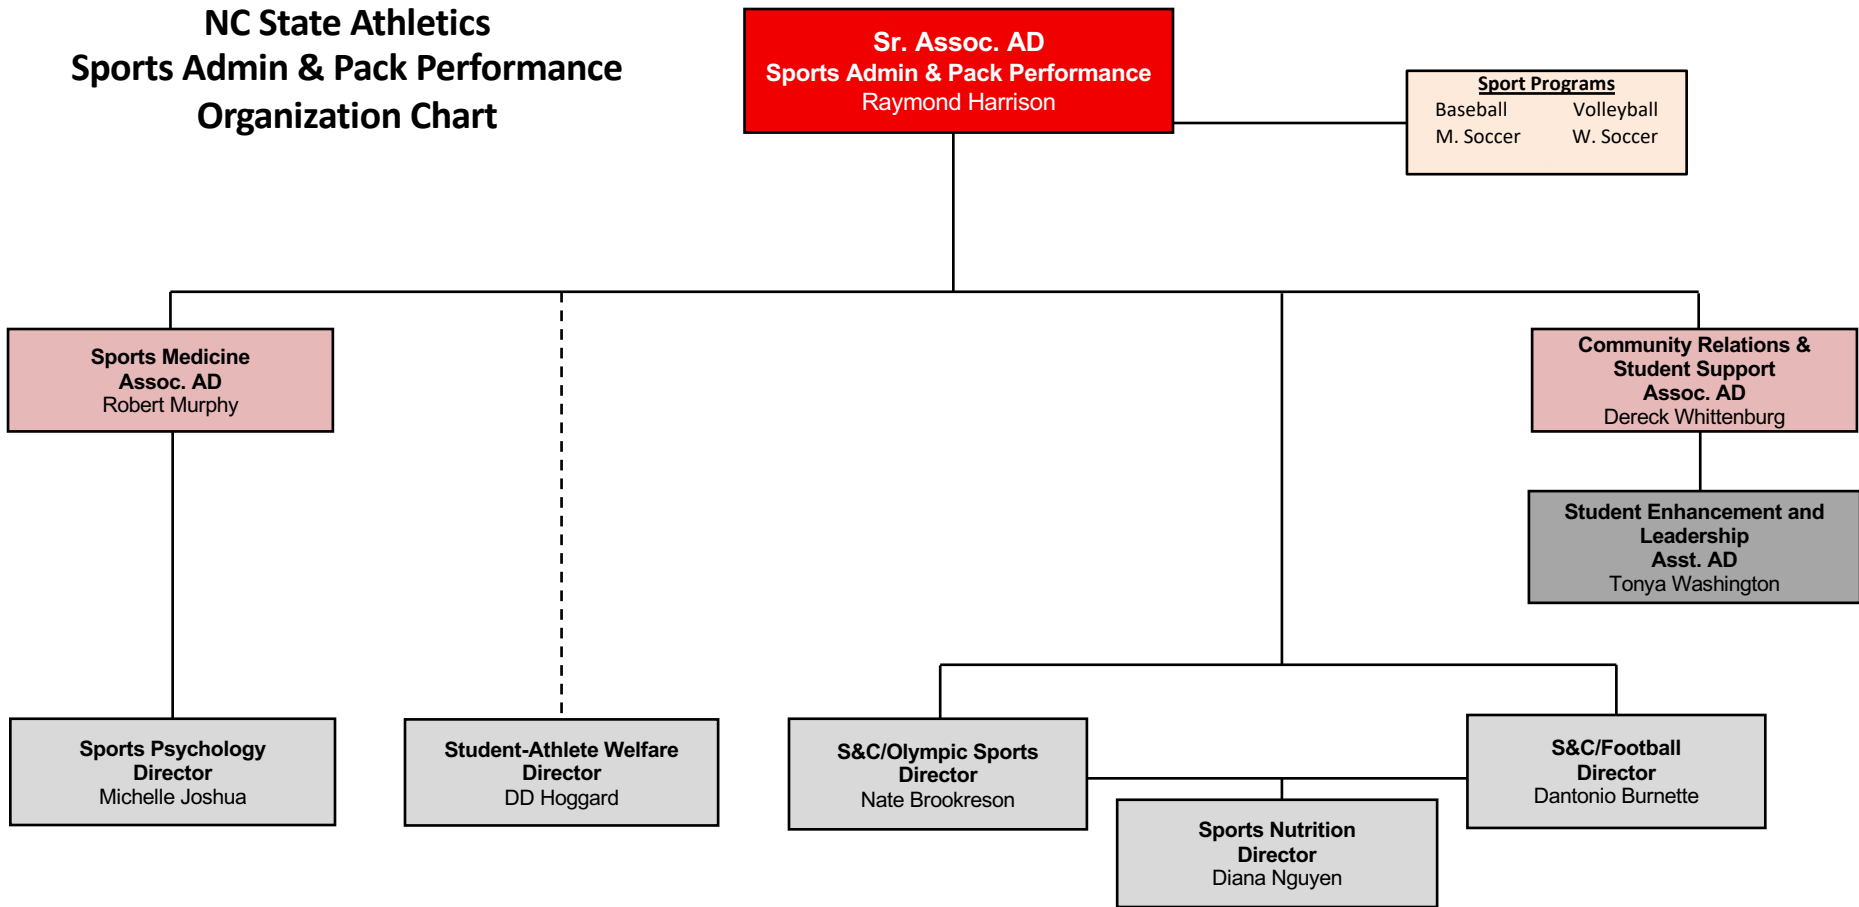 NC State Athletics
Sports Admin & Pack Performance
Organization Chart
Sr. Assoc. AD
Sports Admin & Pack Performance
Raymond Harrison
Sport Programs
Baseball Volleyball
M. Soccer W. Soccer
Sports Medicine
Assoc. AD
Robert Murphy
Community Relations &
Student Support
Assoc. AD
Dereck Whittenburg
Student Enhancement and
Leadership
Asst. AD
Tonya Washington
Sports Psychology
Director
Michelle Joshua
Student-Athlete Welfare
Director
DD Hoggard
S&C/Olympic Sports
Director
Nate Brookreson
S&C/Football
Director
Dantonio Burnette
Sports Nutrition
Director
Diana Nguyen